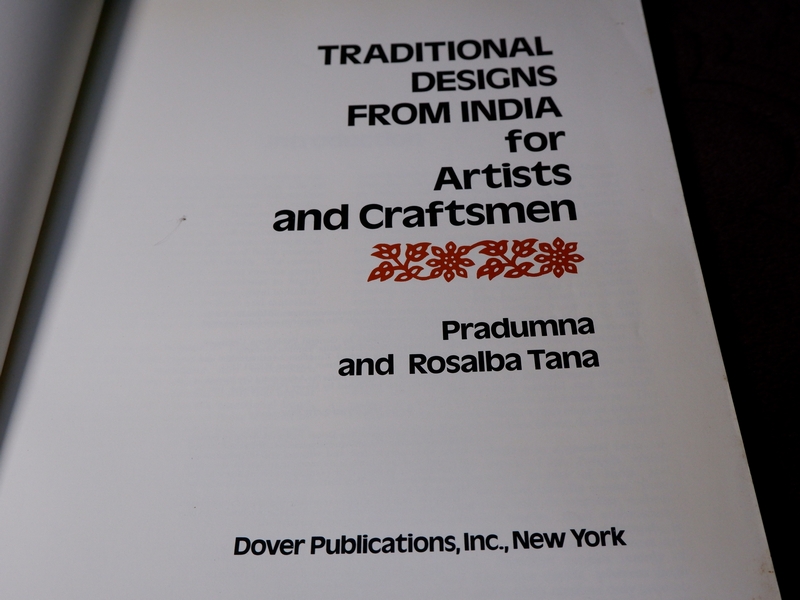 TRADITIONAL
DESIGNS
FROM INDIA
for
Artists
and Craftsmen
Pradumna
and Rosalba Tana
Dover Publications, Inc., New York